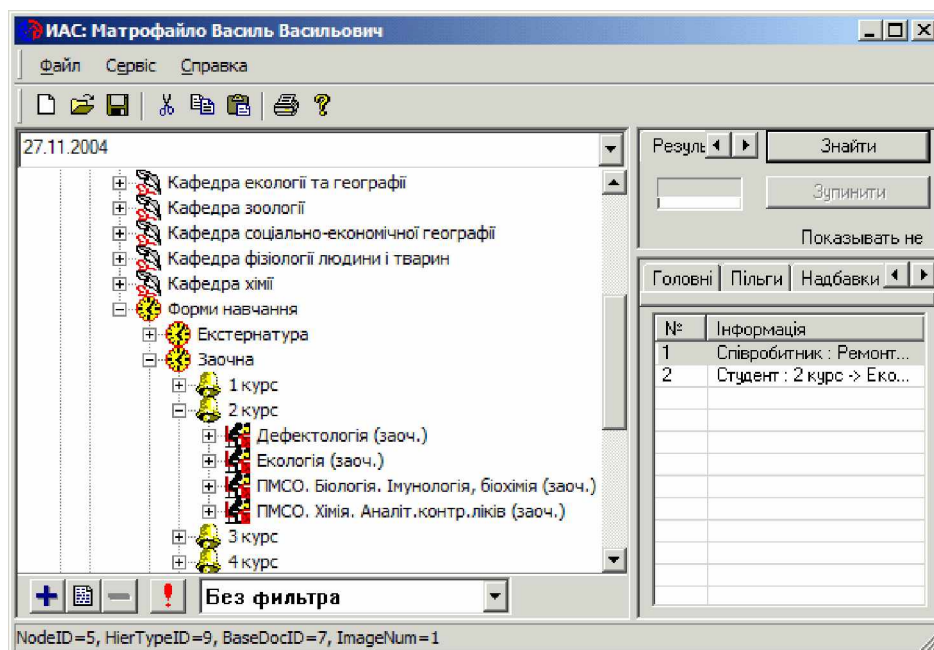 ИАС: Матрофайло Василь Васильович
Файл Сервіс Справка
27.11.2004
Кафедра екології та географії
Кафедра зоології
Кафедра соціально-економічної географії
Кафедра фізіології людини і тварин
Кафедра хімії
Форми навчання
Екстернатура
Заочна
1 курс
2 курс
Дефектологія (заоч.)
Екологія (заоч.)
ПМСО. Біологія. Імунологія, біохімія (заоч.)
ПМСО. Хімія. Аналіт.контр.ліків (заоч.)
3 курс
4 курс
Без фильтра
Резуль
Знайти
Зупинити
Показывать не
Головні Пільги Надбавки
№ Інформація
1 Співробитник : Ремонт...
2 Студент : 2 курс -> Еко...
NodeID=5, HierTypeID=9, BaseDocID=7, ImageNum=1